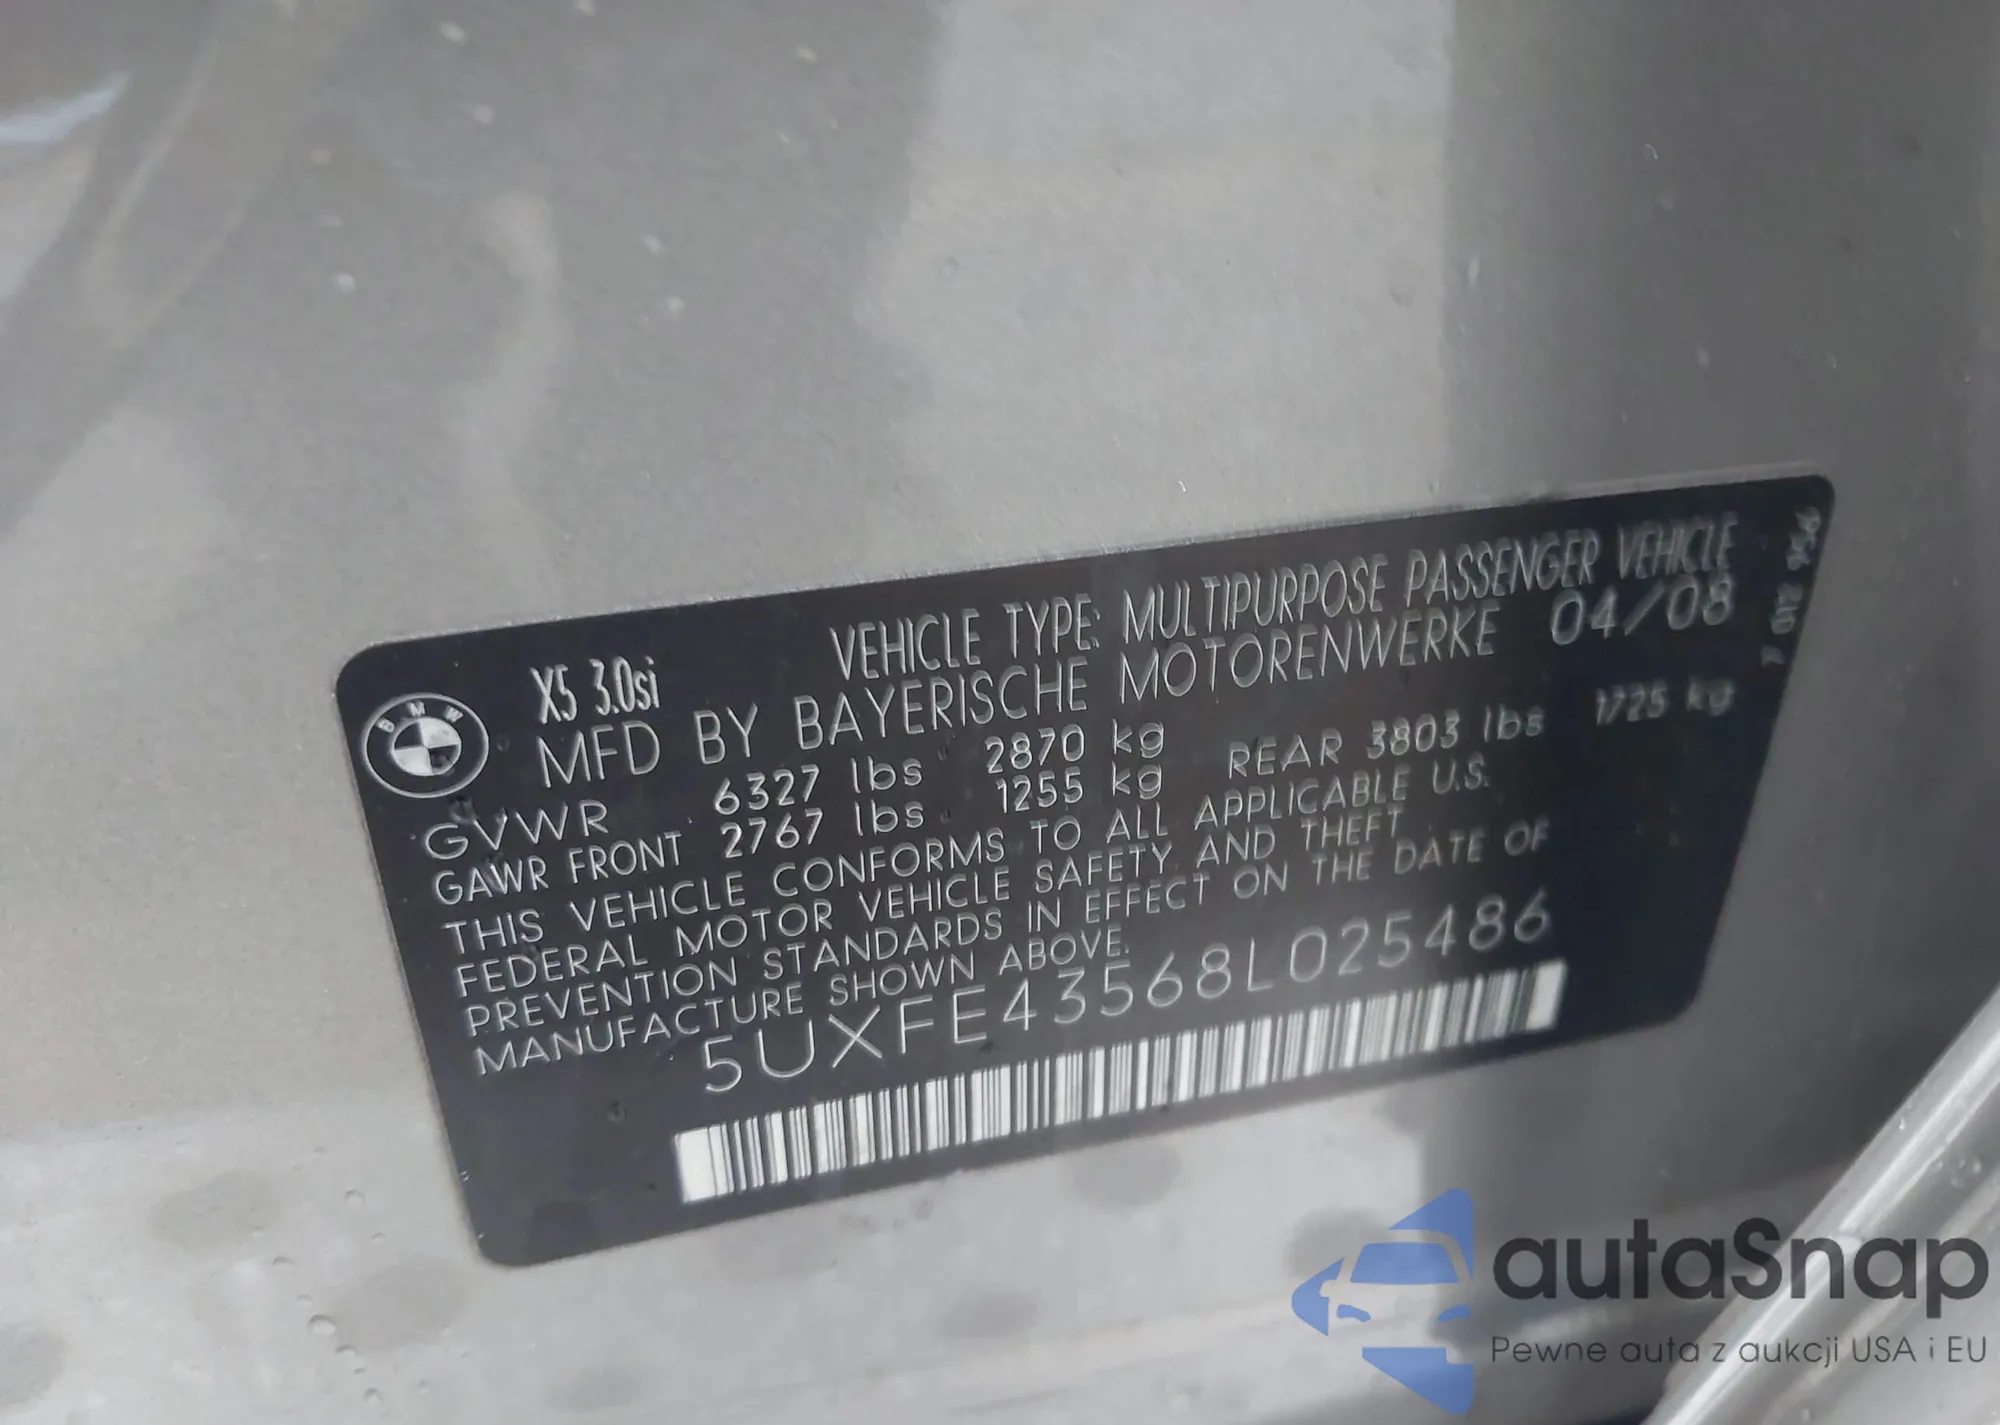 X5 3.0si VEHICLE TYPE: MULTIPURPOSE PASSENGER VEHICLE
BMW
MFD BY BAYERISCHE MOTORENWERKE 04/08
GVWR 6327 lbs 2870 kg
GAWR FRONT 2767 lbs 1255 kg REAR 3803 lbs 1725 kg
THIS VEHICLE CONFORMS TO ALL APPLICABLE U.S.
FEDERAL MOTOR VEHICLE SAFETY AND THEFT
PREVENTION STANDARDS IN EFFECT ON THE DATE OF
MANUFACTURE SHOWN ABOVE.
5UXFE43568L025486
autaSnap
Pewne auta z aukcji USA i EU